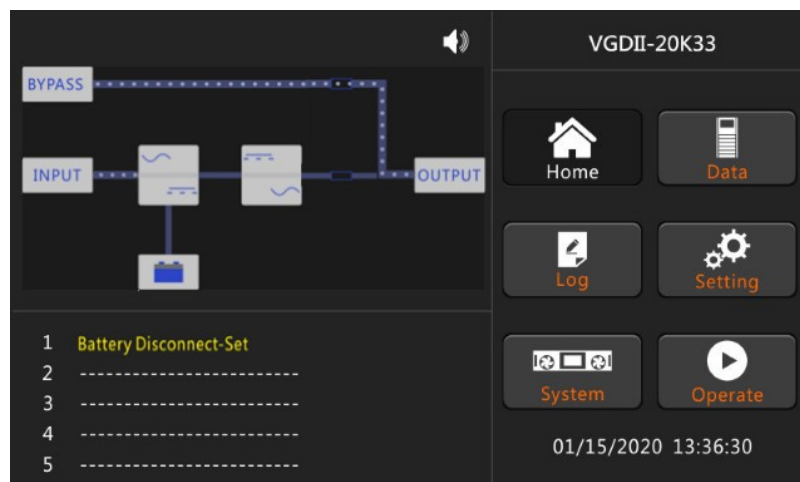 VGDII-20K33
BYPASS
INPUT
OUTPUT
Home
Data
Log
Setting
System
Operate
1 Battery Disconnect-Set
2 -------------------------
3 -------------------------
4 -------------------------
5 -------------------------
01/15/2020 13:36:30